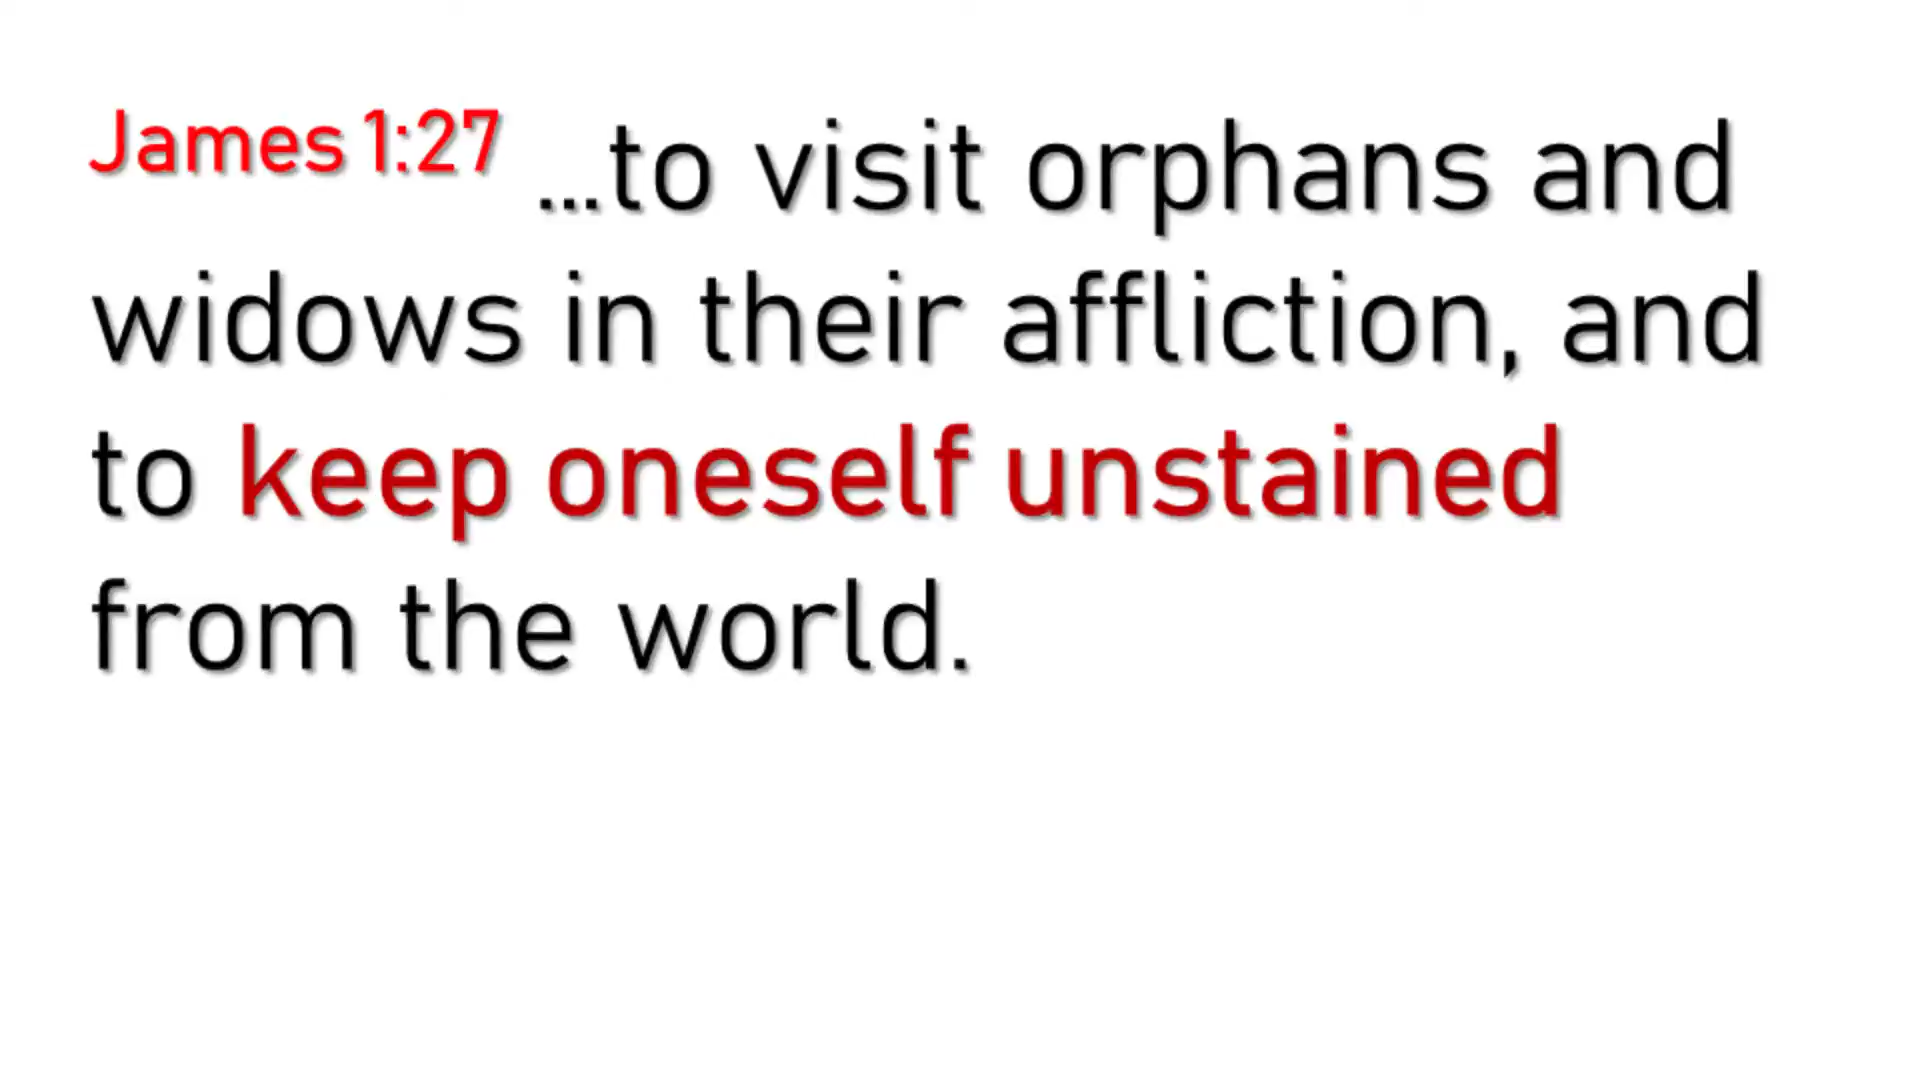 James 1:27 ...to visit orphans and
widows in their affliction, and
to keep oneself unstained
from the world.